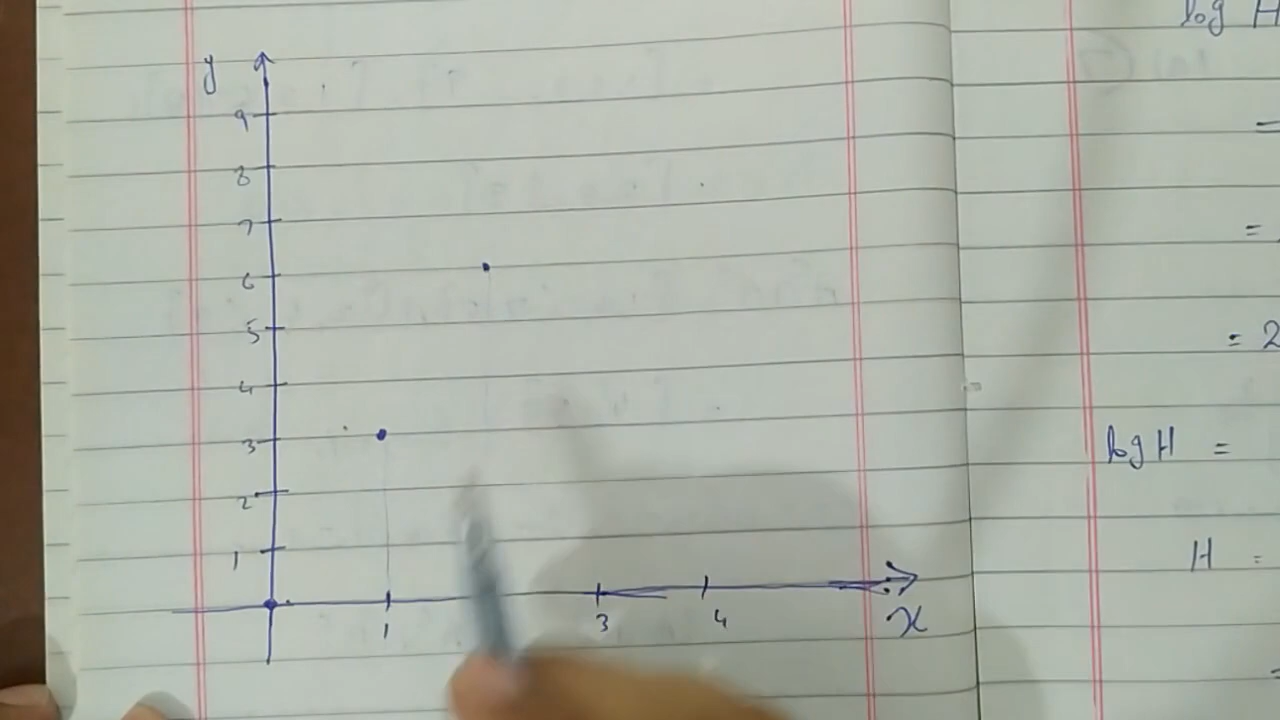 y
9
8
7
6
5
4
3
2
1
1 3 4 x
log H
=
=
= 2
log H =
H =
=